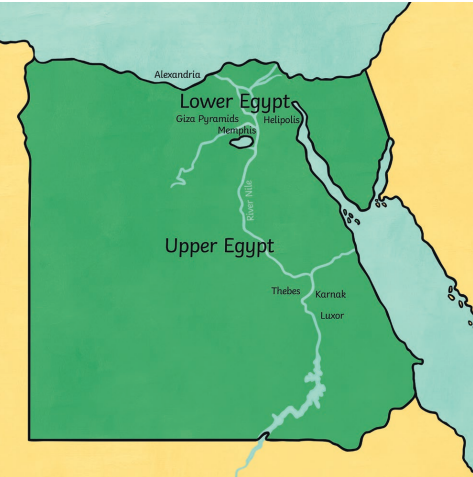 Alexandria
Lower Egypt
Giza Pyramids
Helipolis
Memphis
River Nile
Upper Egypt
Thebes
Karnak
Luxor